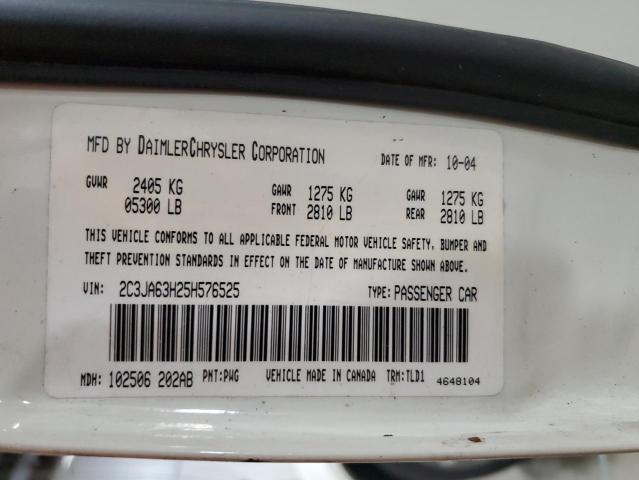 MFD BY DAIMLERCHRYSLER CORPORATION DATE OF MFR: 10-04
GVWR 2405 KG GAWR 1275 KG GAWR 1275 KG
05300 LB FRONT 2810 LB REAR 2810 LB
THIS VEHICLE CONFORMS TO ALL APPLICABLE FEDERAL MOTOR VEHICLE SAFETY, BUMPER AND
THEFT PREVENTION STANDARDS IN EFFECT ON THE DATE OF MANUFACTURE SHOWN ABOVE.
VIN: 2C3JA63H25H576525 TYPE: PASSENGER CAR
MDH: 102506 202AB PNT:PWG VEHICLE MADE IN CANADA TRM:TLD1 4648104